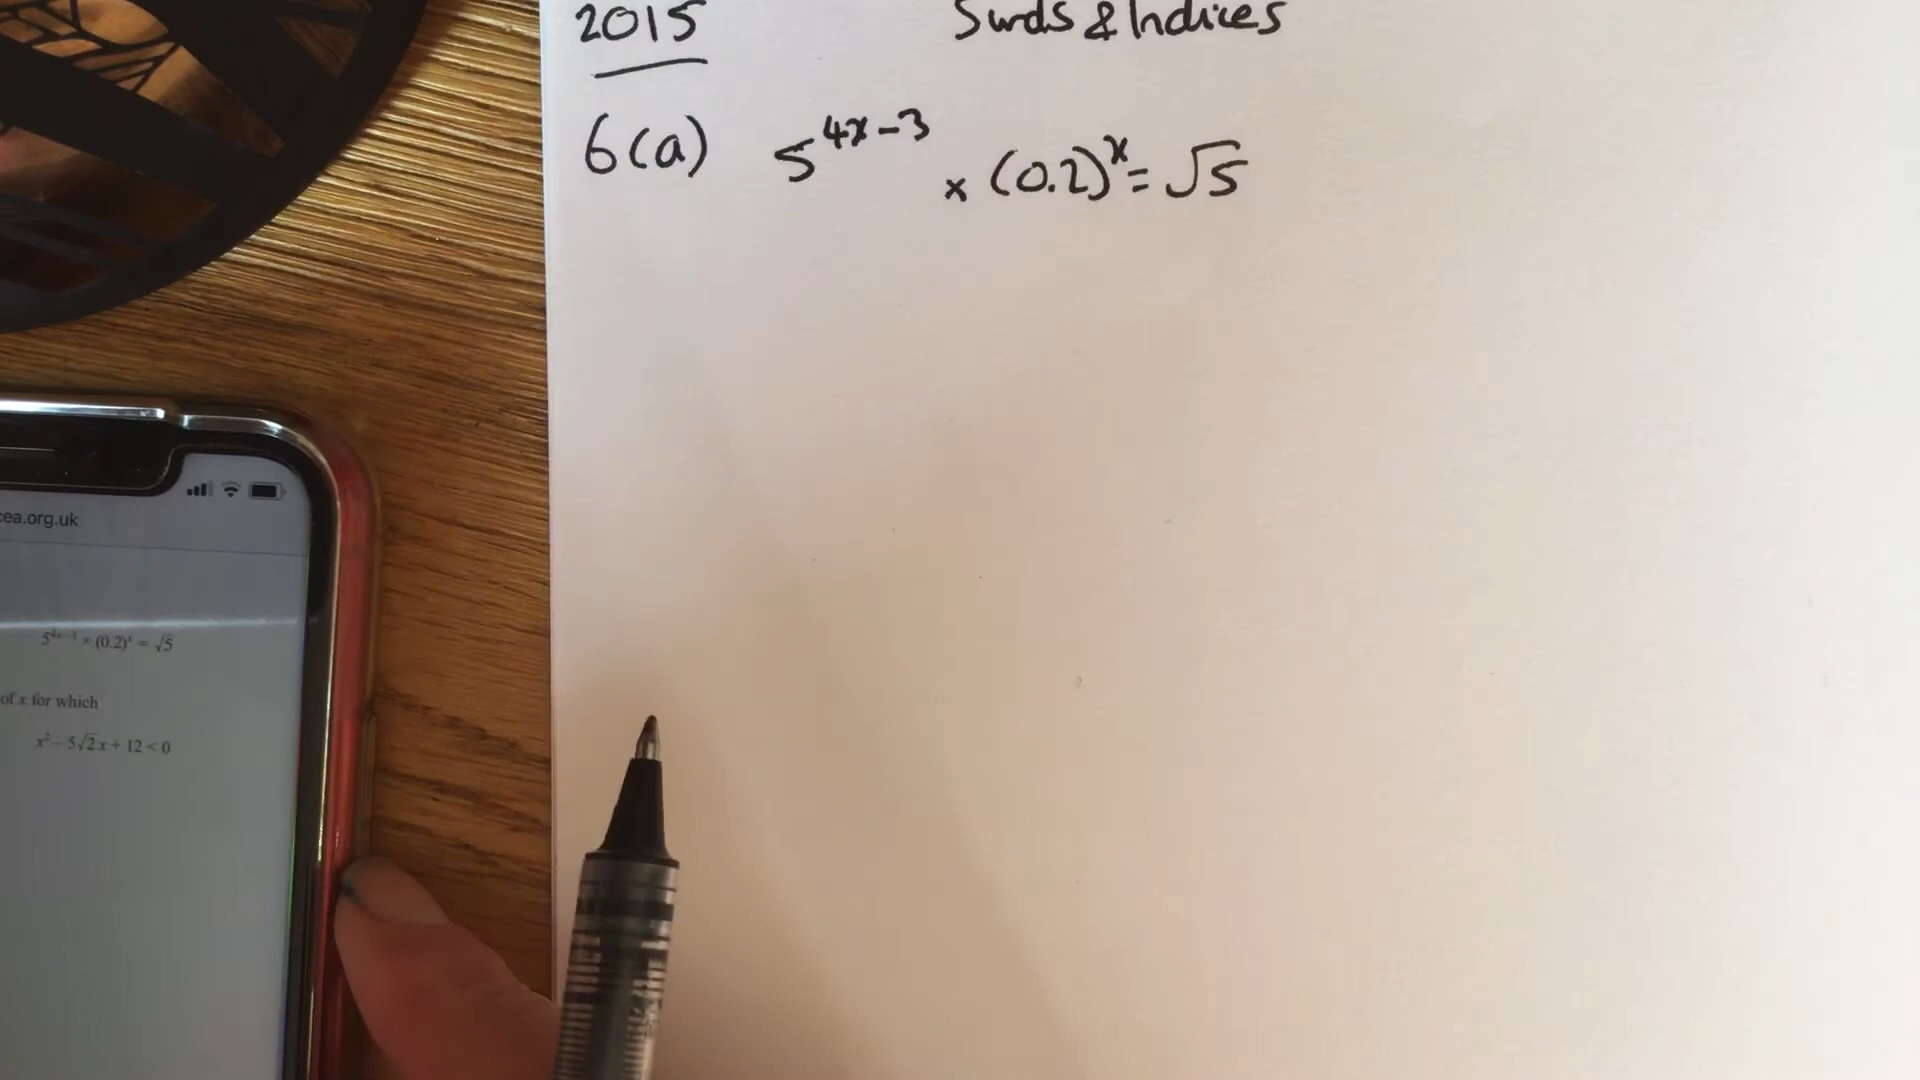 2015 Surds & Indices
6(a) 5^{4x-3} × (0.2)^x = √5
cea.org.uk
5^{4x-3} × (0.2)^x = √5
of x for which
x² – 5√2x + 12 < 0